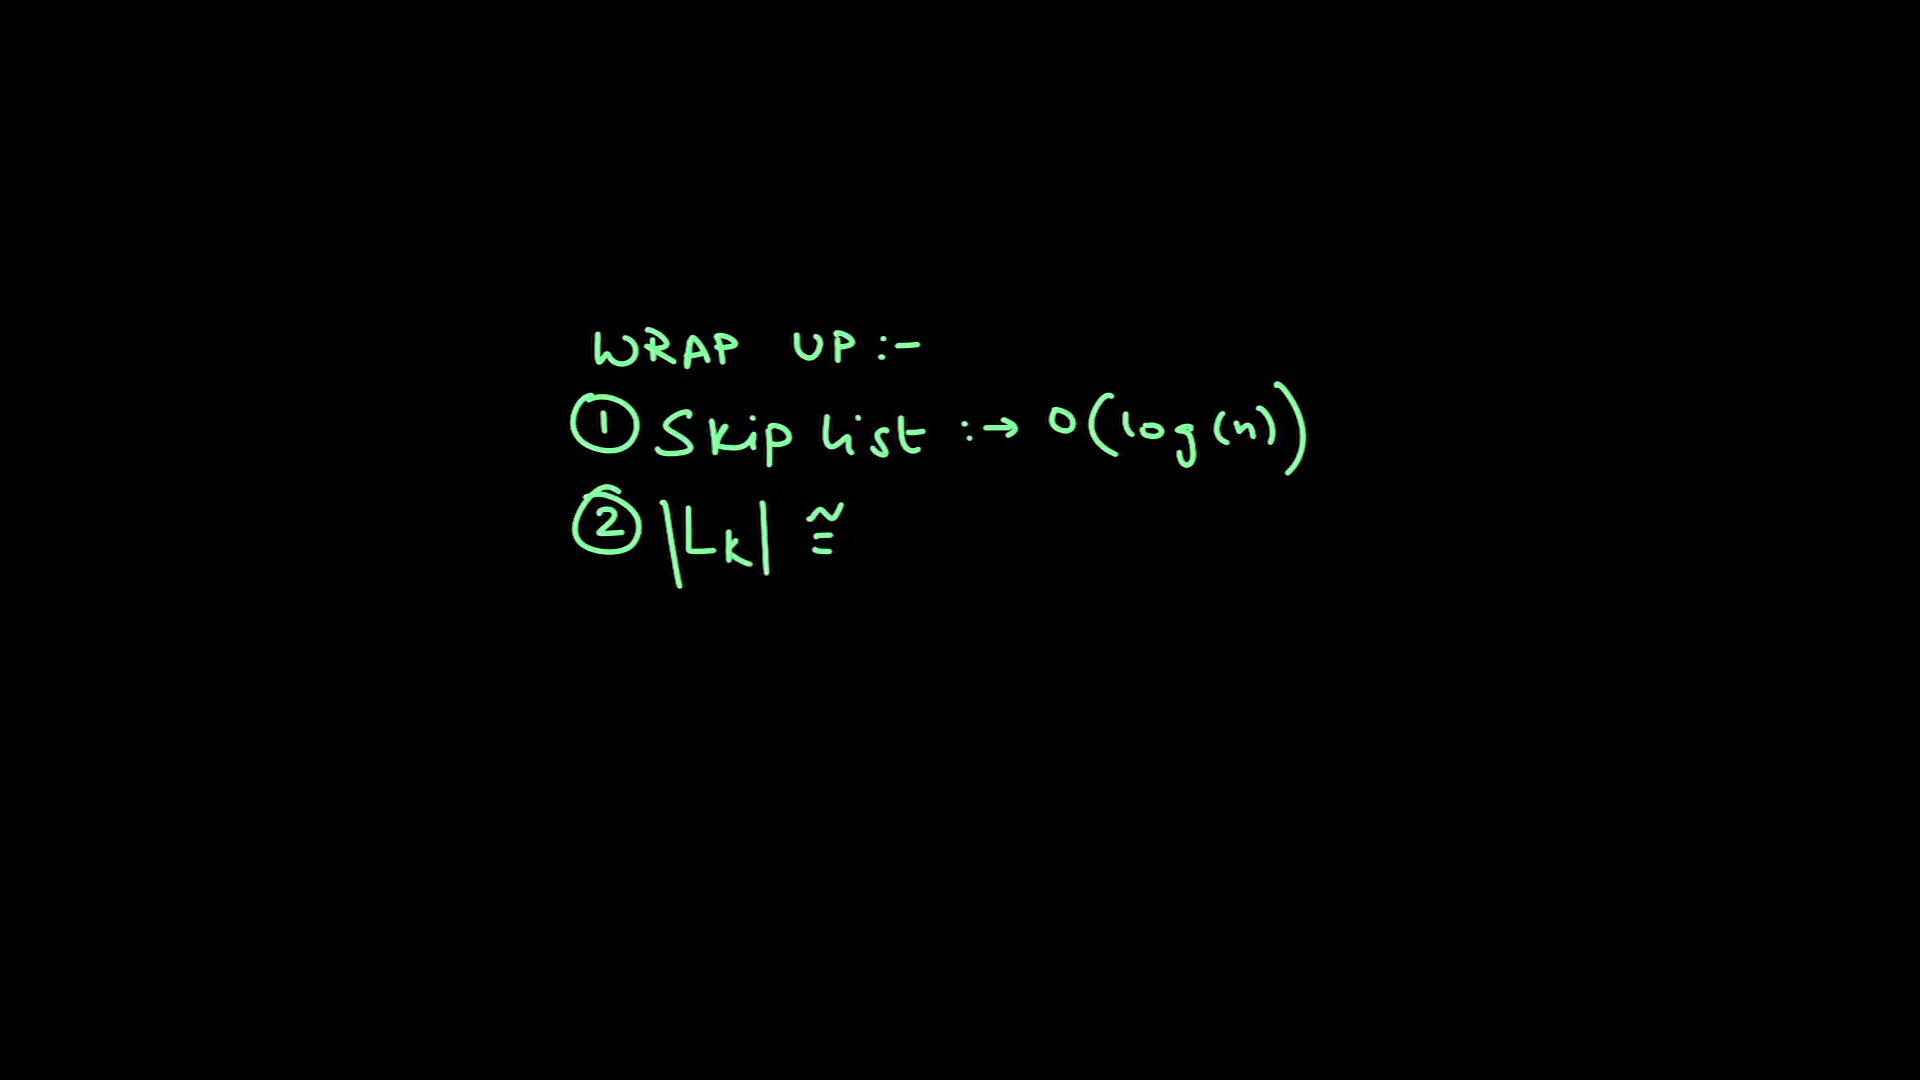 WRAP UP :-
① Skip list :→ O(log(n))
② |Lk| ≅